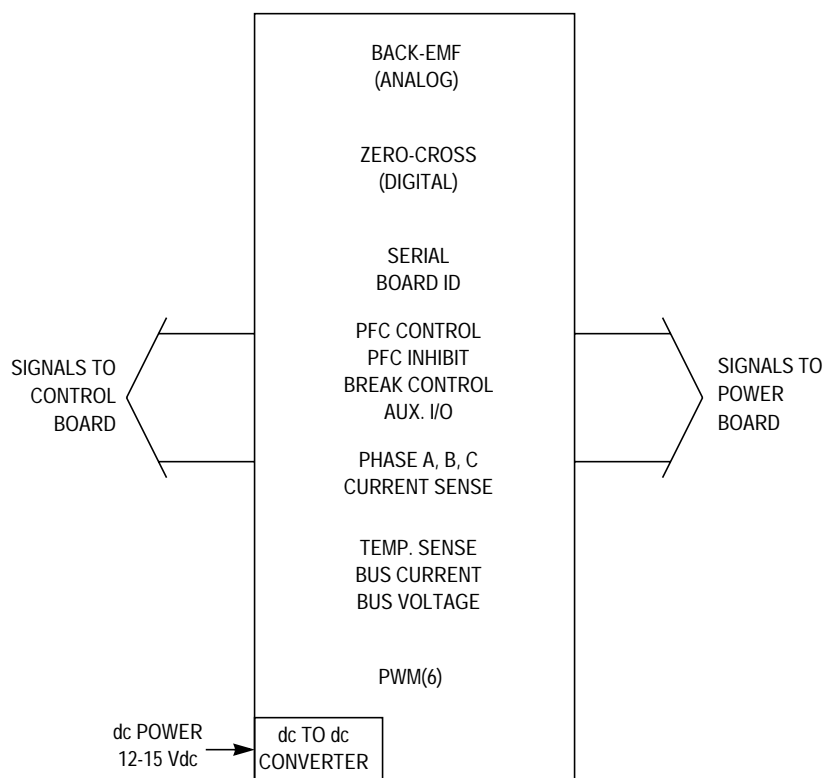 BACK-EMF
(ANALOG)
ZERO-CROSS
(DIGITAL)
SERIAL
BOARD ID
PFC CONTROL
PFC INHIBIT
BREAK CONTROL
AUX. I/O
SIGNALS TO
CONTROL
BOARD
SIGNALS TO
POWER
BOARD
PHASE A, B, C
CURRENT SENSE
TEMP. SENSE
BUS CURRENT
BUS VOLTAGE
PWM(6)
dc POWER
12-15 Vdc
dc TO dc
CONVERTER